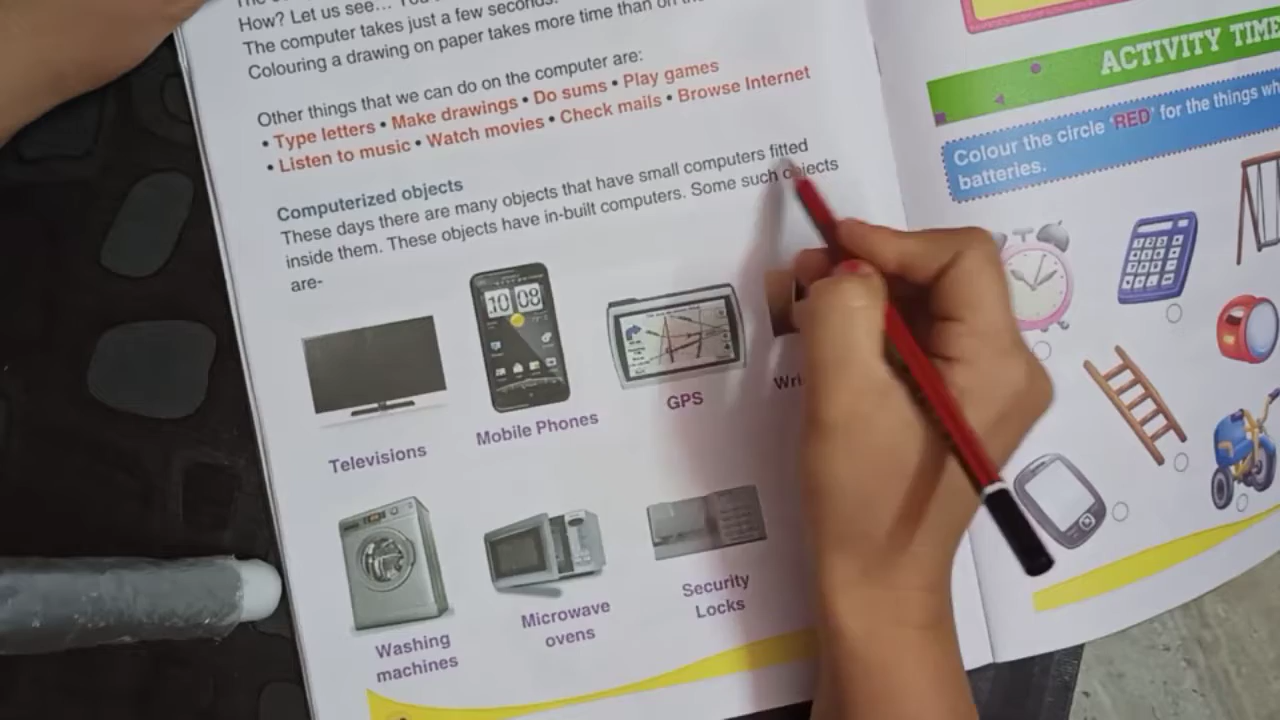 How? Let us see...
The computer takes just a few seconds.
Colouring a drawing on paper takes more time than on
Other things that we can do on the computer are:
• Type letters • Make drawings • Do sums • Play games
• Listen to music • Watch movies • Check mails • Browse Internet
Computerized objects
These days there are many objects that have small computers fitted
inside them. These objects have in-built computers. Some such objects
are-
10 08
Televisions
Mobile Phones
GPS
Washing
machines
Microwave
ovens
Security
Locks
ACTIVITY TIME
Colour the circle 'RED' for the things
batteries.